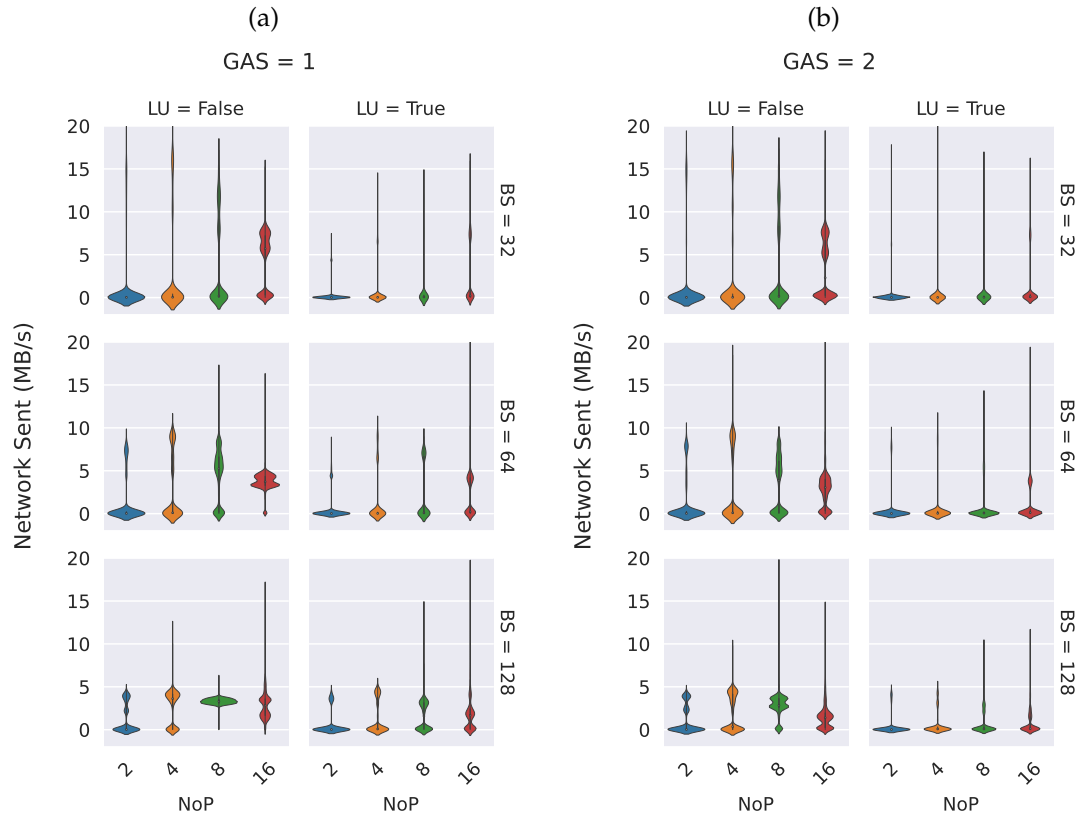 (a)
GAS = 1
LU = False LU = True
20
15
10
5
0
BS = 32
20
15
10
5
0
BS = 64
20
15
10
5
0
BS = 128
Network Sent (MB/s)
2 4 8 16 2 4 8 16
NoP NoP
(b)
GAS = 2
LU = False LU = True
20
15
10
5
0
BS = 32
20
15
10
5
0
BS = 64
20
15
10
5
0
BS = 128
Network Sent (MB/s)
2 4 8 16 2 4 8 16
NoP NoP